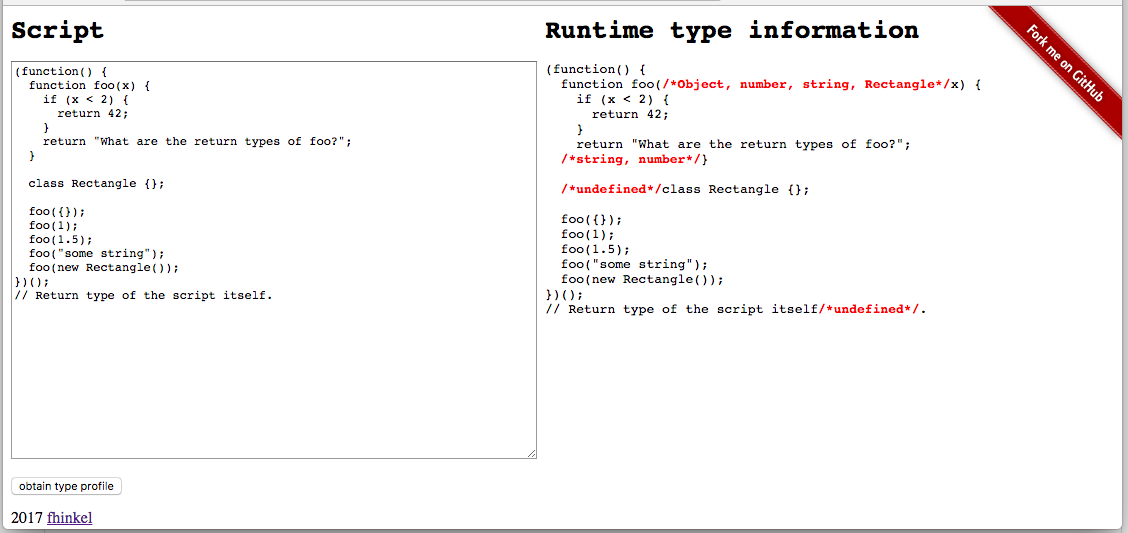 Script
(function() {
  function foo(x) {
    if (x < 2) {
      return 42;
    }
    return "What are the return types of foo?";
  }

  class Rectangle {};

  foo({});
  foo(1);
  foo(1.5);
  foo("some string");
  foo(new Rectangle());
})();
// Return type of the script itself.
obtain type profile
2017 fhinkel
Runtime type information
(function() {
  function foo(/*Object, number, string, Rectangle*/x) {
    if (x < 2) {
      return 42;
    }
    return "What are the return types of foo?";
  /*string, number*/}

  /*undefined*/class Rectangle {};

  foo({});
  foo(1);
  foo(1.5);
  foo("some string");
  foo(new Rectangle());
})();
// Return type of the script itself/*undefined*/.
Fork me on GitHub